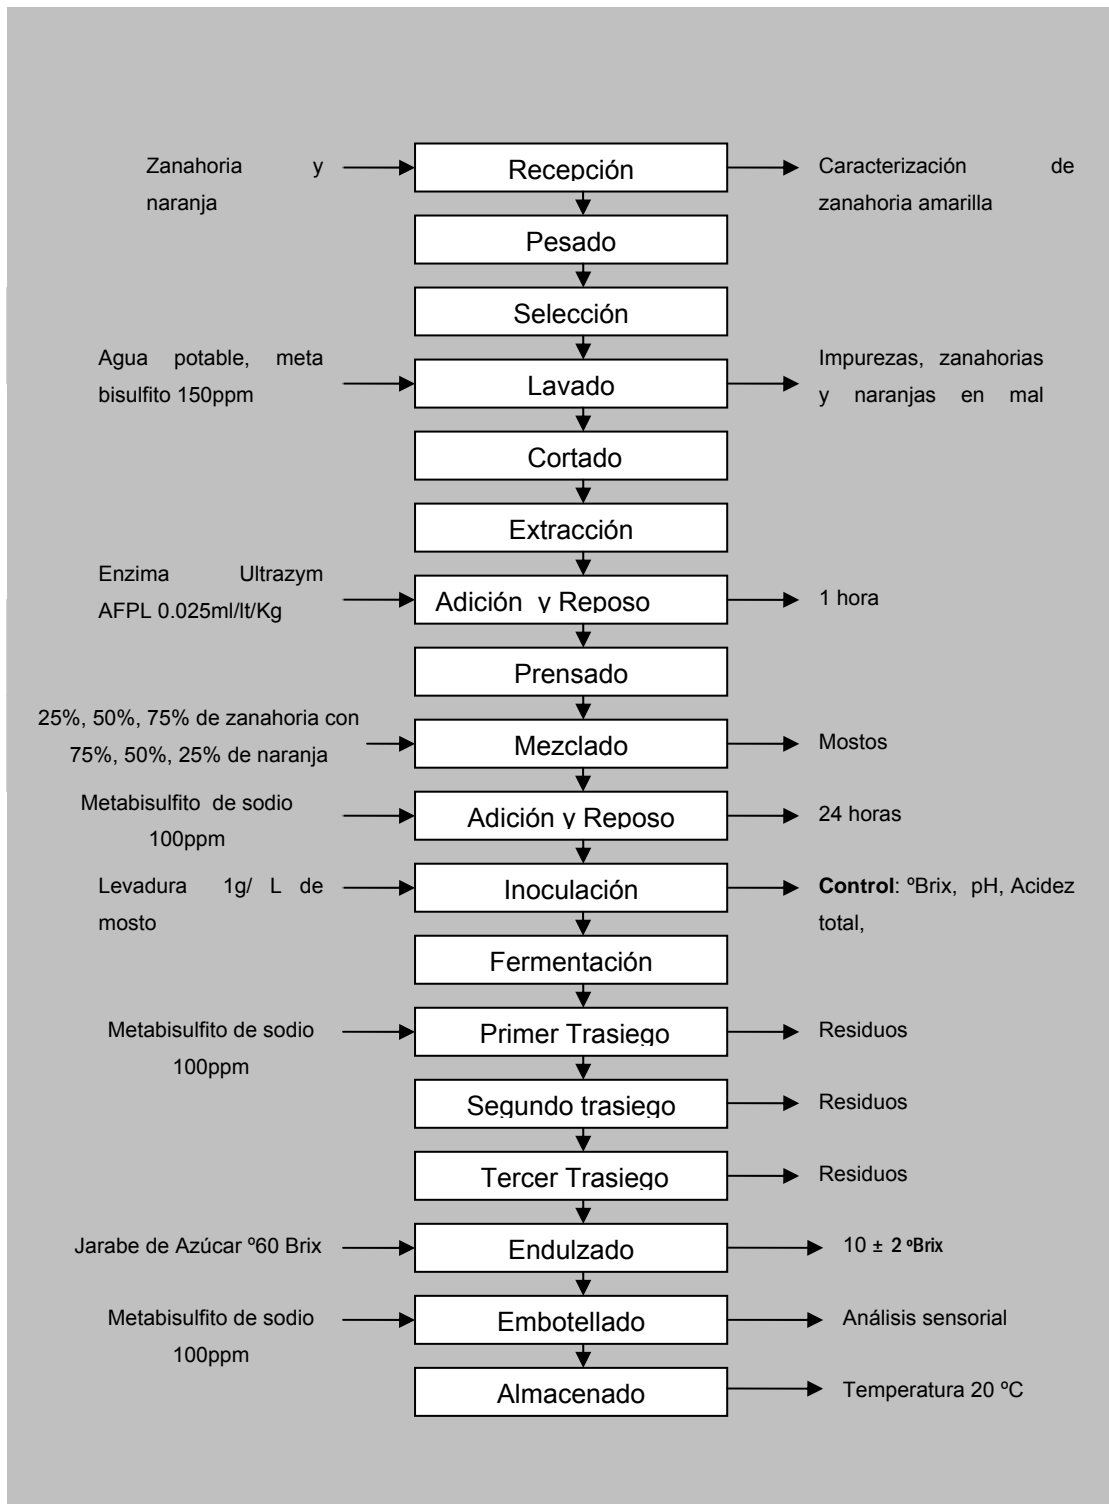 Zanahoria y
naranja
Recepción
Caracterización de
zanahoria amarilla
Pesado
Selección
Agua potable, meta
bisulfito 150ppm
Lavado
Impurezas, zanahorias
y naranjas en mal
Cortado
Extracción
Enzima Ultrazym
AFPL 0.025ml/lt/Kg
Adición y Reposo
1 hora
Prensado
25%, 50%, 75% de zanahoria con
75%, 50%, 25% de naranja
Mezclado
Mostos
Metabisulfito de sodio
100ppm
Adición y Reposo
24 horas
Levadura 1g/ L de
mosto
Inoculación
Control: ºBrix, pH, Acidez
total,
Fermentación
Metabisulfito de sodio
100ppm
Primer Trasiego
Residuos
Segundo trasiego
Residuos
Tercer Trasiego
Residuos
Jarabe de Azúcar º60 Brix
Endulzado
10 ± 2 ºBrix
Metabisulfito de sodio
100ppm
Embotellado
Análisis sensorial
Almacenado
Temperatura 20 ºC